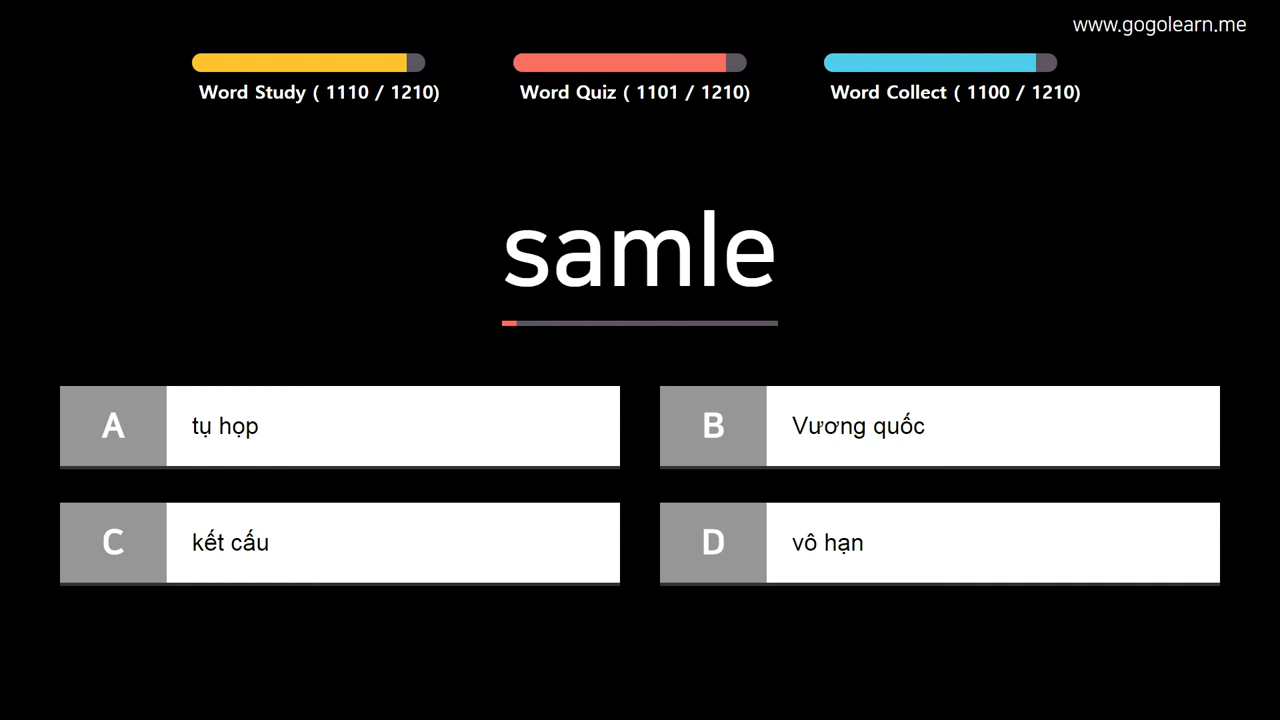 www.gogolearn.me
Word Study ( 1110 / 1210)
Word Quiz ( 1101 / 1210)
Word Collect ( 1100 / 1210)
samle
A
tụ họp
B
Vương quốc
C
kết cấu
D
vô hạn